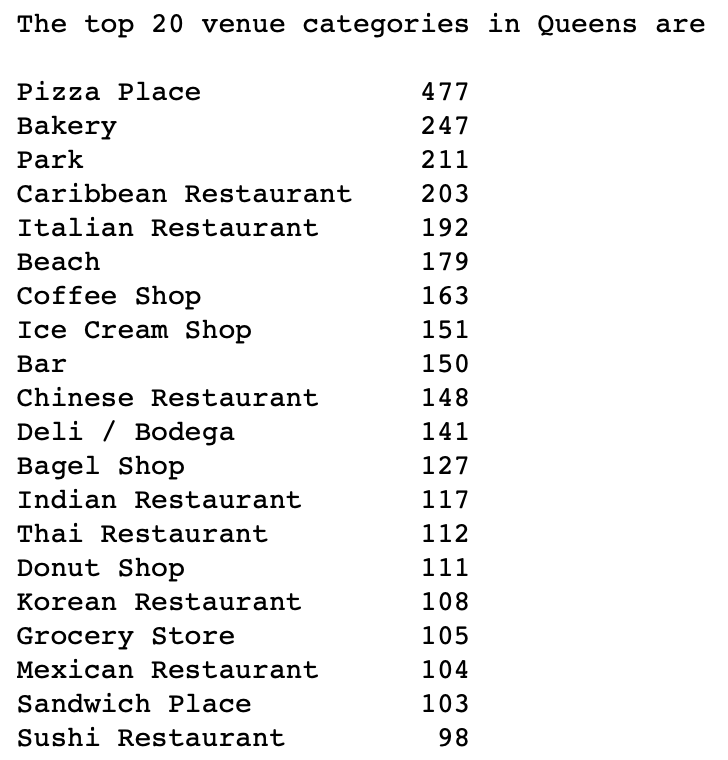 The top 20 venue categories in Queens are
Pizza Place 477
Bakery 247
Park 211
Caribbean Restaurant 203
Italian Restaurant 192
Beach 179
Coffee Shop 163
Ice Cream Shop 151
Bar 150
Chinese Restaurant 148
Deli / Bodega 141
Bagel Shop 127
Indian Restaurant 117
Thai Restaurant 112
Donut Shop 111
Korean Restaurant 108
Grocery Store 105
Mexican Restaurant 104
Sandwich Place 103
Sushi Restaurant 98